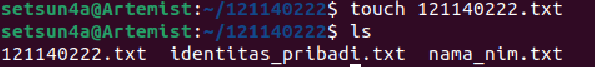 setsun4a@Artemist:~/121140222$ touch 121140222.txt
setsun4a@Artemist:~/121140222$ ls
121140222.txt  identitas_pribadi.txt  nama_nim.txt